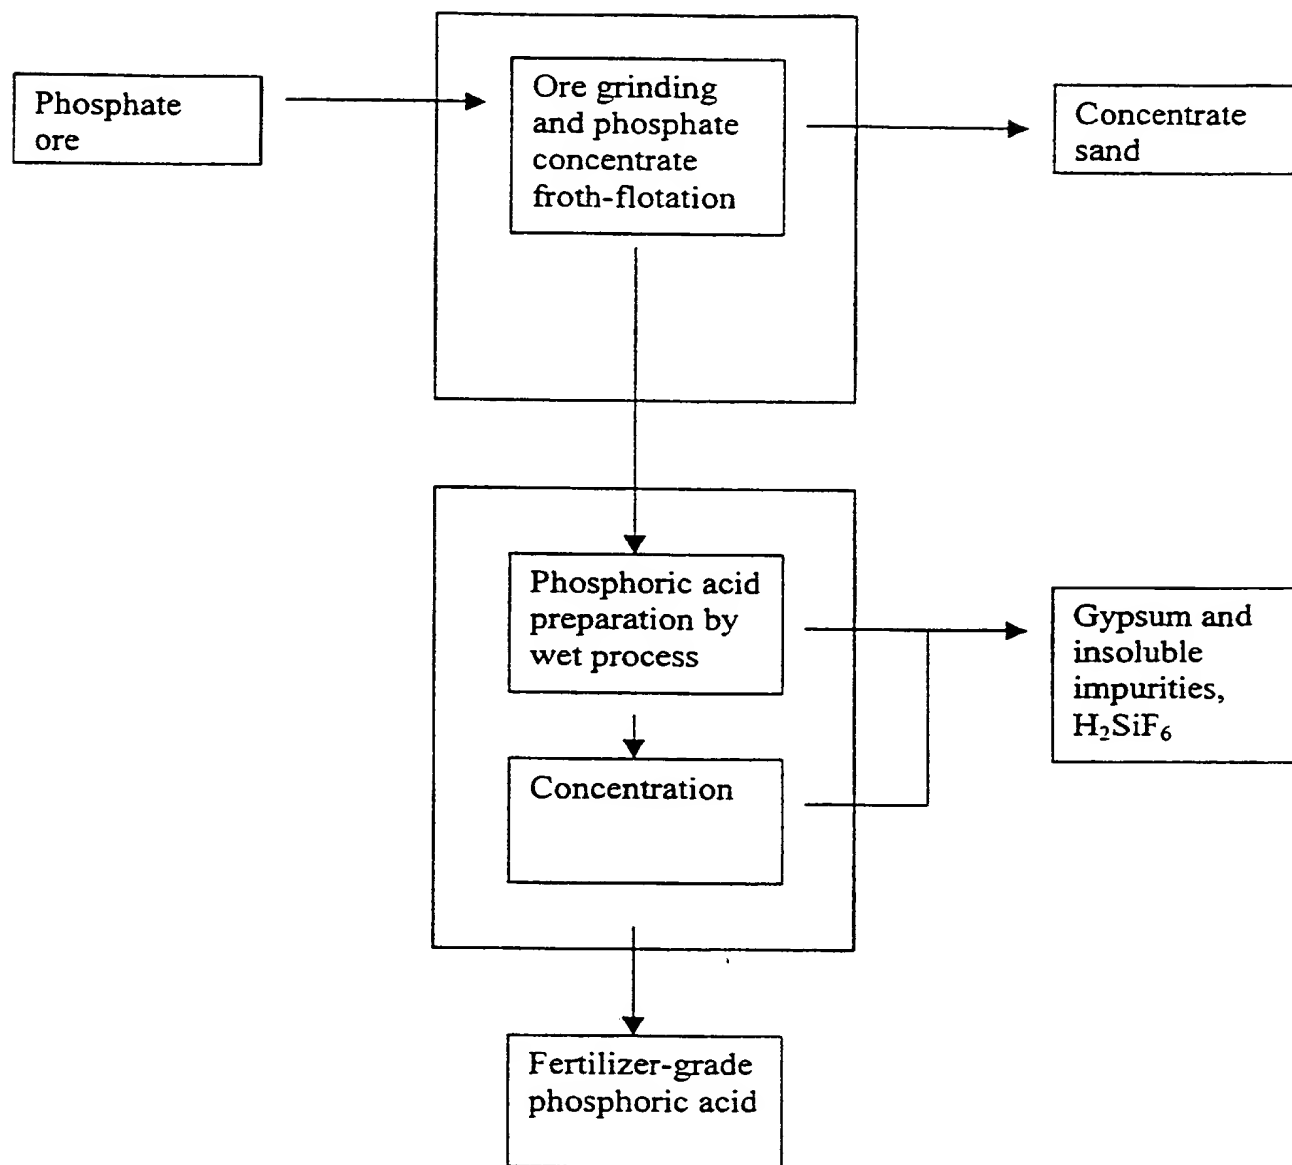 Phosphate
ore
Ore grinding
and phosphate
concentrate
froth-flotation
Concentrate
sand
Phosphoric acid
preparation by
wet process
Gypsum and
insoluble
impurities,
H₂SiF₆
Concentration
Fertilizer-grade
phosphoric acid